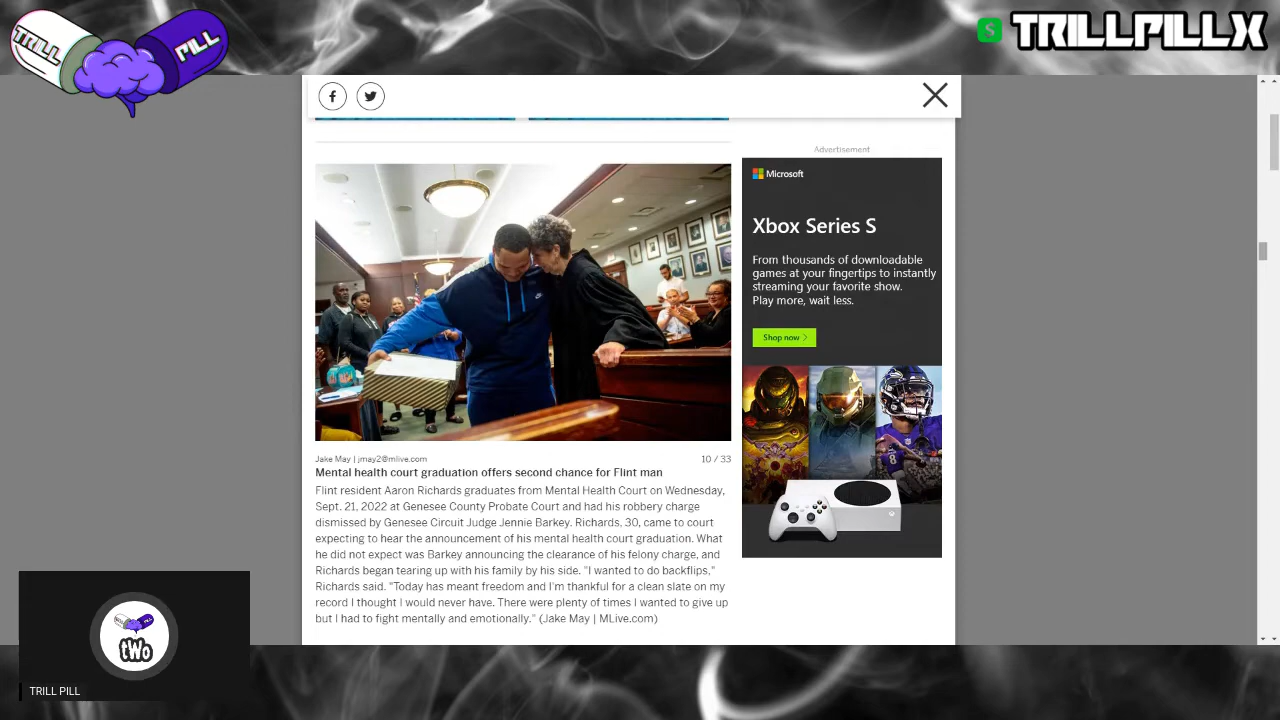 TRILL
PILL
$ TRILLPILLX
Advertisement
Microsoft
Xbox Series S
From thousands of downloadable
games at your fingertips to instantly
streaming your favorite show.
Play more, wait less.
Shop now >
8
Jake May | jmay2@mlive.com
10 / 33
Mental health court graduation offers second chance for Flint man
Flint resident Aaron Richards graduates from Mental Health Court on Wednesday,
Sept. 21, 2022 at Genesee County Probate Court and had his robbery charge
dismissed by Genesee Circuit Judge Jennie Barkey. Richards, 30, came to court
expecting to hear the announcement of his mental health court graduation. What
he did not expect was Barkey announcing the clearance of his felony charge, and
Richards began tearing up with his family by his side. "I wanted to do backflips,"
Richards said. "Today has meant freedom and I'm thankful for a clean slate on my
record I thought I would never have. There were plenty of times I wanted to give up
but I had to fight mentally and emotionally." (Jake May | MLive.com)
tWo
TRILL PILL